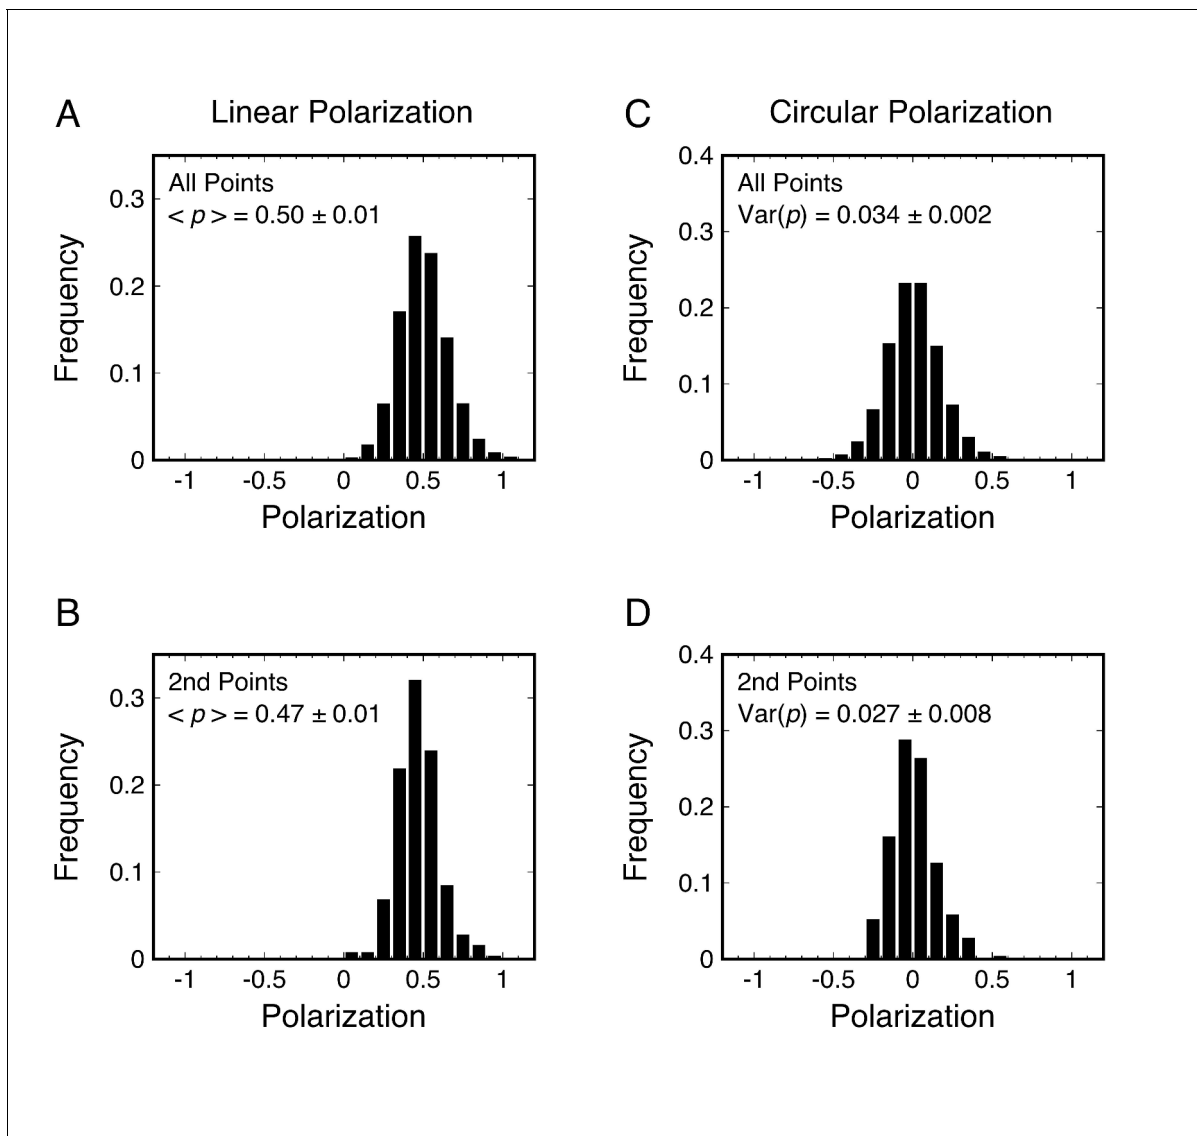 A
Linear Polarization
All Points
< p > = 0.50 ± 0.01
Frequency
0.3
0.2
0.1
0
-1 -0.5 0 0.5 1
Polarization
C
Circular Polarization
All Points
Var(p) = 0.034 ± 0.002
Frequency
0.4
0.3
0.2
0.1
0
-1 -0.5 0 0.5 1
Polarization
B
2nd Points
< p > = 0.47 ± 0.01
Frequency
0.3
0.2
0.1
0
-1 -0.5 0 0.5 1
Polarization
D
2nd Points
Var(p) = 0.027 ± 0.008
Frequency
0.4
0.3
0.2
0.1
0
-1 -0.5 0 0.5 1
Polarization